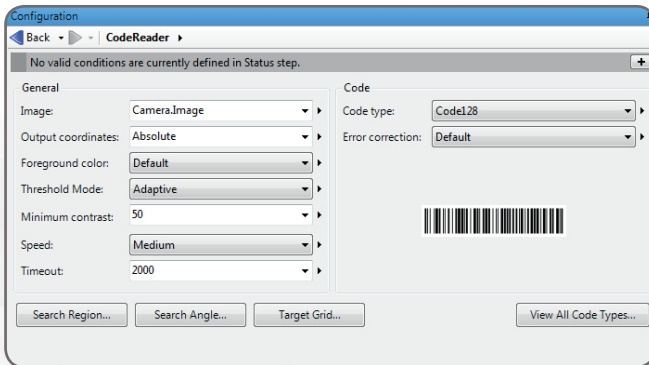 Configuration
Back CodeReader
No valid conditions are currently defined in Status step. +
General
Image: Camera.Image
Output coordinates: Absolute
Foreground color: Default
Threshold Mode: Adaptive
Minimum contrast: 50
Speed: Medium
Timeout: 2000
Code
Code type: Code128
Error correction: Default
Search Region... Search Angle... Target Grid... View All Code Types...